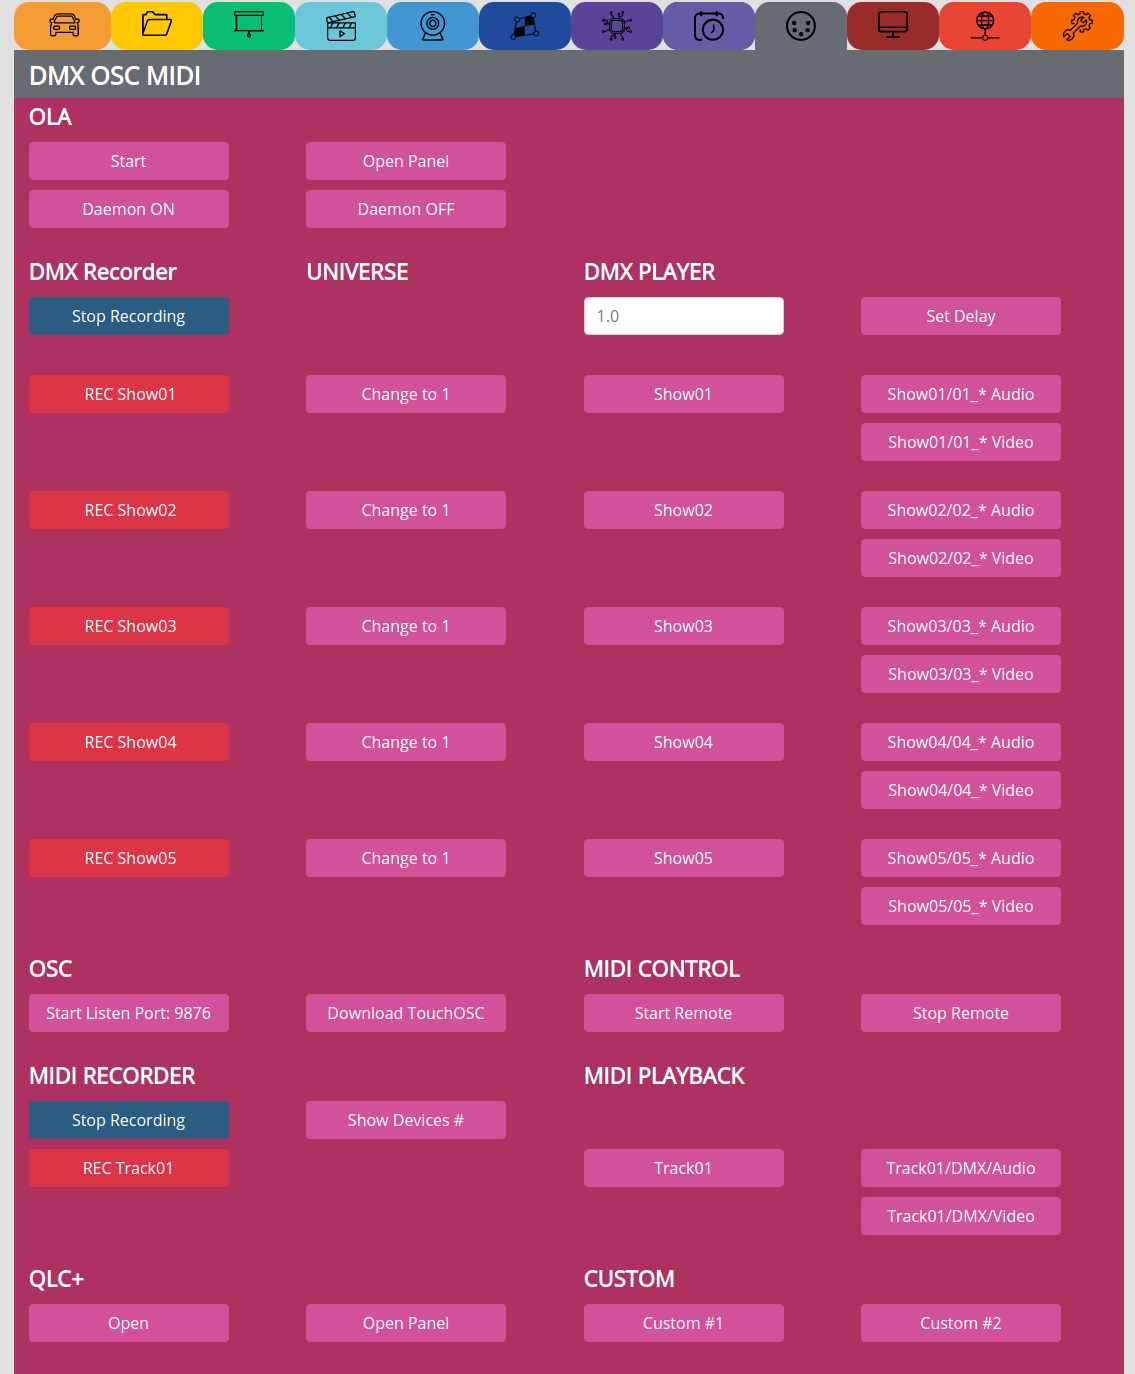 DMX OSC MIDI
OLA
Start Open Panel
Daemon ON Daemon OFF
DMX Recorder UNIVERSE DMX PLAYER
Stop Recording 1.0 Set Delay
REC Show01 Change to 1 Show01 Show01/01_* Audio
Show01/01_* Video
REC Show02 Change to 1 Show02 Show02/02_* Audio
Show02/02_* Video
REC Show03 Change to 1 Show03 Show03/03_* Audio
Show03/03_* Video
REC Show04 Change to 1 Show04 Show04/04_* Audio
Show04/04_* Video
REC Show05 Change to 1 Show05 Show05/05_* Audio
Show05/05_* Video
OSC MIDI CONTROL
Start Listen Port: 9876 Download TouchOSC Start Remote Stop Remote
MIDI RECORDER MIDI PLAYBACK
Stop Recording Show Devices #
REC Track01 Track01 Track01/DMX/Audio
Track01/DMX/Video
QLC+ CUSTOM
Open Open Panel Custom #1 Custom #2